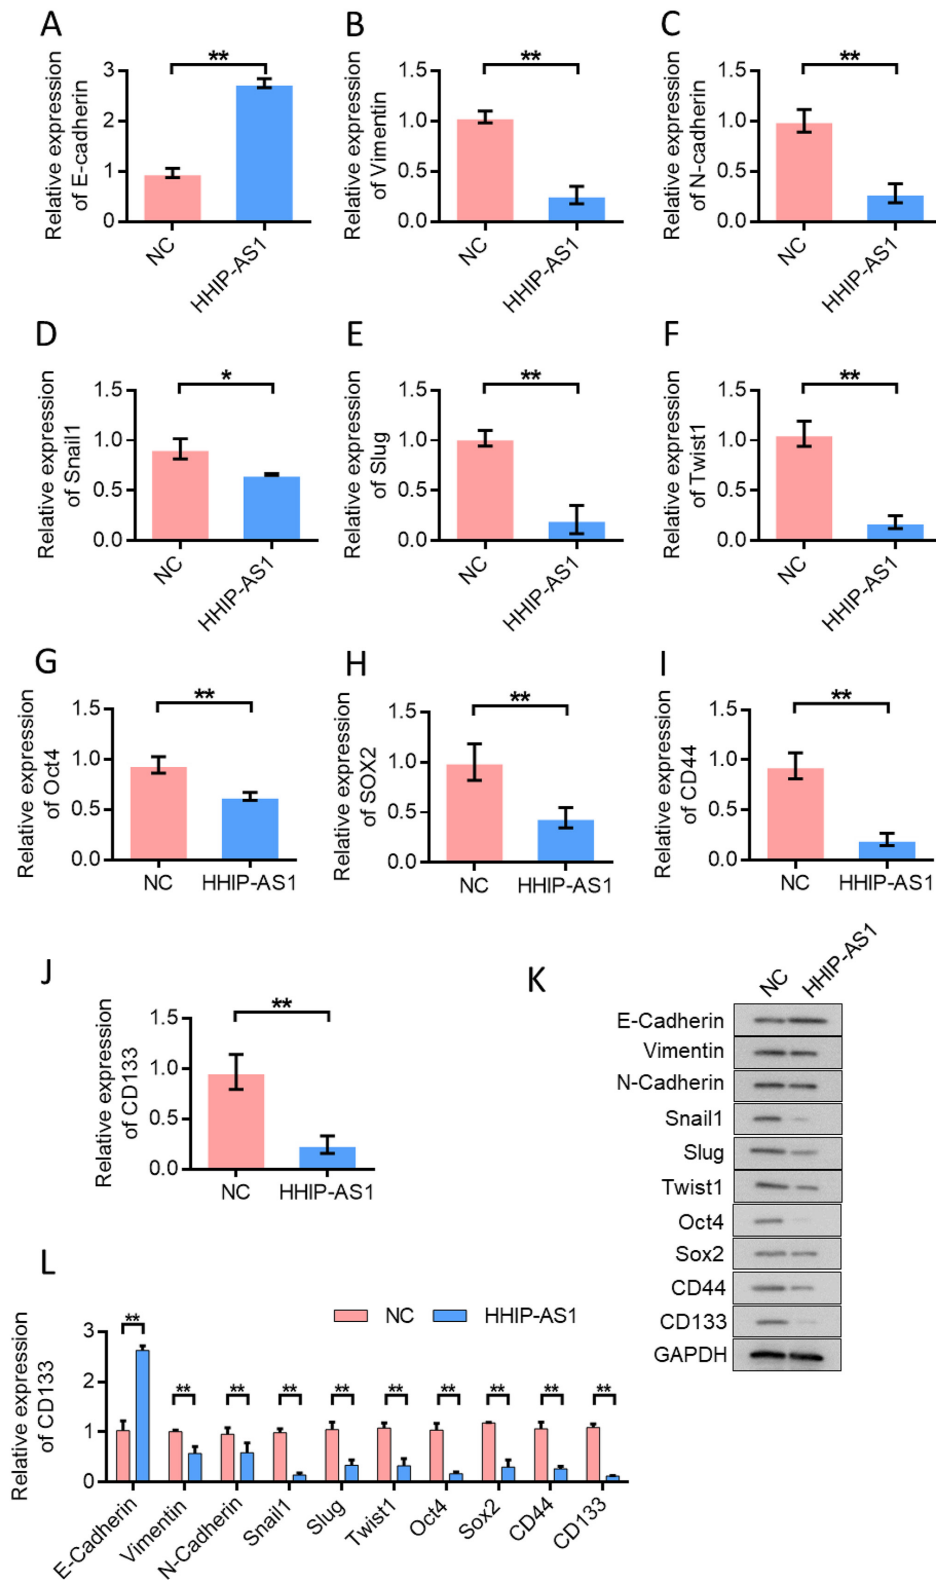 A
Relative expression
of E-cadherin
3
2
1
0
**
NC
HHIP-AS1
B
Relative expression
of Vimentin
1.5
1.0
0.5
0.0
**
NC
HHIP-AS1
C
Relative expression
of N-cadherin
1.5
1.0
0.5
0.0
**
NC
HHIP-AS1
D
Relative expression
of Snail1
1.5
1.0
0.5
0.0
*
NC
HHIP-AS1
E
Relative expression
of Slug
1.5
1.0
0.5
0.0
**
NC
HHIP-AS1
F
Relative expression
of Twist1
1.5
1.0
0.5
0.0
**
NC
HHIP-AS1
G
Relative expression
of Oct4
1.5
1.0
0.5
0.0
**
NC
HHIP-AS1
H
Relative expression
of SOX2
1.5
1.0
0.5
0.0
**
NC
HHIP-AS1
I
Relative expression
of CD44
1.5
1.0
0.5
0.0
**
NC
HHIP-AS1
J
Relative expression
of CD133
1.5
1.0
0.5
0.0
**
NC
HHIP-AS1
K
NC
HHIP-AS1
E-Cadherin
Vimentin
N-Cadherin
Snail1
Slug
Twist1
Oct4
Sox2
CD44
CD133
GAPDH
L
Relative expression
of CD133
NC
HHIP-AS1
3
2
1
0
** ** ** ** ** ** ** ** ** **
E-Cadherin
Vimentin
N-Cadherin
Snail1
Slug
Twist1
Oct4
Sox2
CD44
CD133